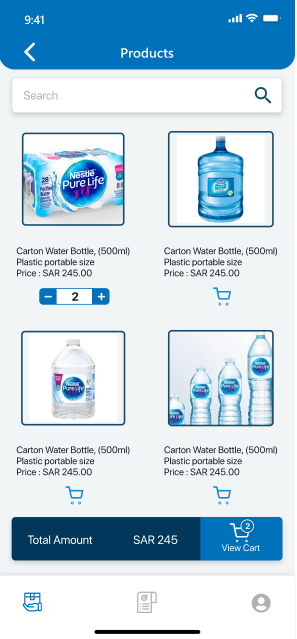 9:41
Products
Search
28
Nestlé
Pure Life
Carton Water Bottle, (500ml)
Plastic portable size
Price : SAR 245.00
Carton Water Bottle, (500ml)
Plastic portable size
Price : SAR 245.00
2
Nestlé
Pure Life
Carton Water Bottle, (500ml)
Plastic portable size
Price : SAR 245.00
Carton Water Bottle, (500ml)
Plastic portable size
Price : SAR 245.00
Total Amount
SAR 245
2
View Cart